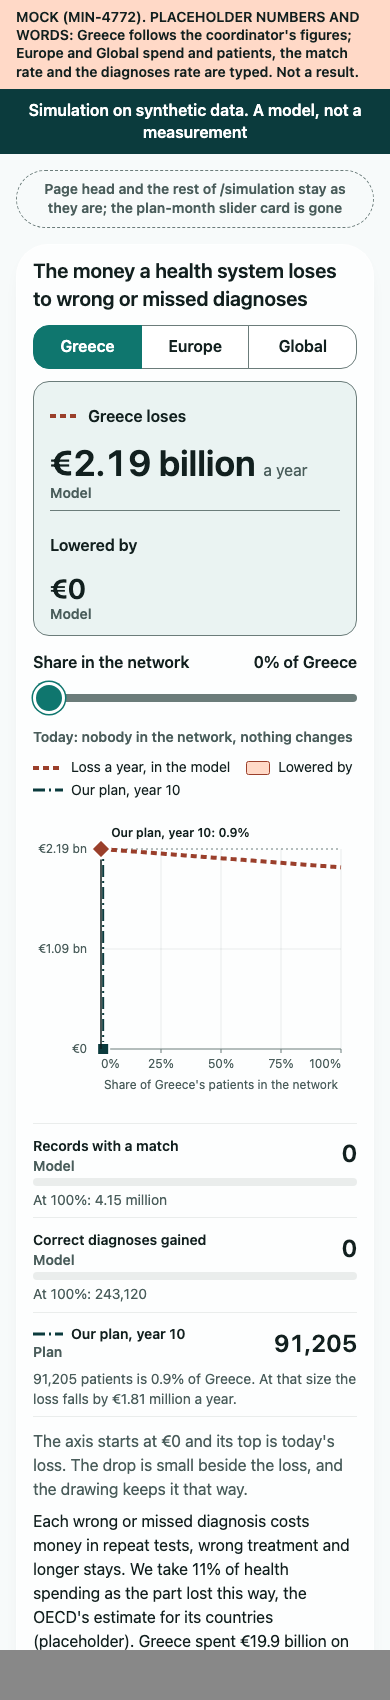 MOCK (MIN-4772). PLACEHOLDER NUMBERS AND
WORDS: Greece follows the coordinator's figures;
Europe and Global spend and patients, the match
rate and the diagnoses rate are typed. Not a result.
Simulation on synthetic data. A model, not a
measurement
Page head and the rest of /simulation stay as
they are; the plan-month slider card is gone
The money a health system loses
to wrong or missed diagnoses
Greece Europe Global
Greece loses
€2.19 billion a year
Model
Lowered by
€0
Model
Share in the network 0% of Greece
Today: nobody in the network, nothing changes
Loss a year, in the model Lowered by
Our plan, year 10
Our plan, year 10: 0.9%
€2.19 bn
€1.09 bn
€0
0% 25% 50% 75% 100%
Share of Greece's patients in the network
Records with a match 0
Model
At 100%: 4.15 million
Correct diagnoses gained 0
Model
At 100%: 243,120
Our plan, year 10 91,205
Plan
91,205 patients is 0.9% of Greece. At that size the
loss falls by €1.81 million a year.
The axis starts at €0 and its top is today's
loss. The drop is small beside the loss, and
the drawing keeps it that way.
Each wrong or missed diagnosis costs
money in repeat tests, wrong treatment and
longer stays. We take 11% of health
spending as the part lost this way, the
OECD's estimate for its countries
(placeholder). Greece spent €19.9 billion on